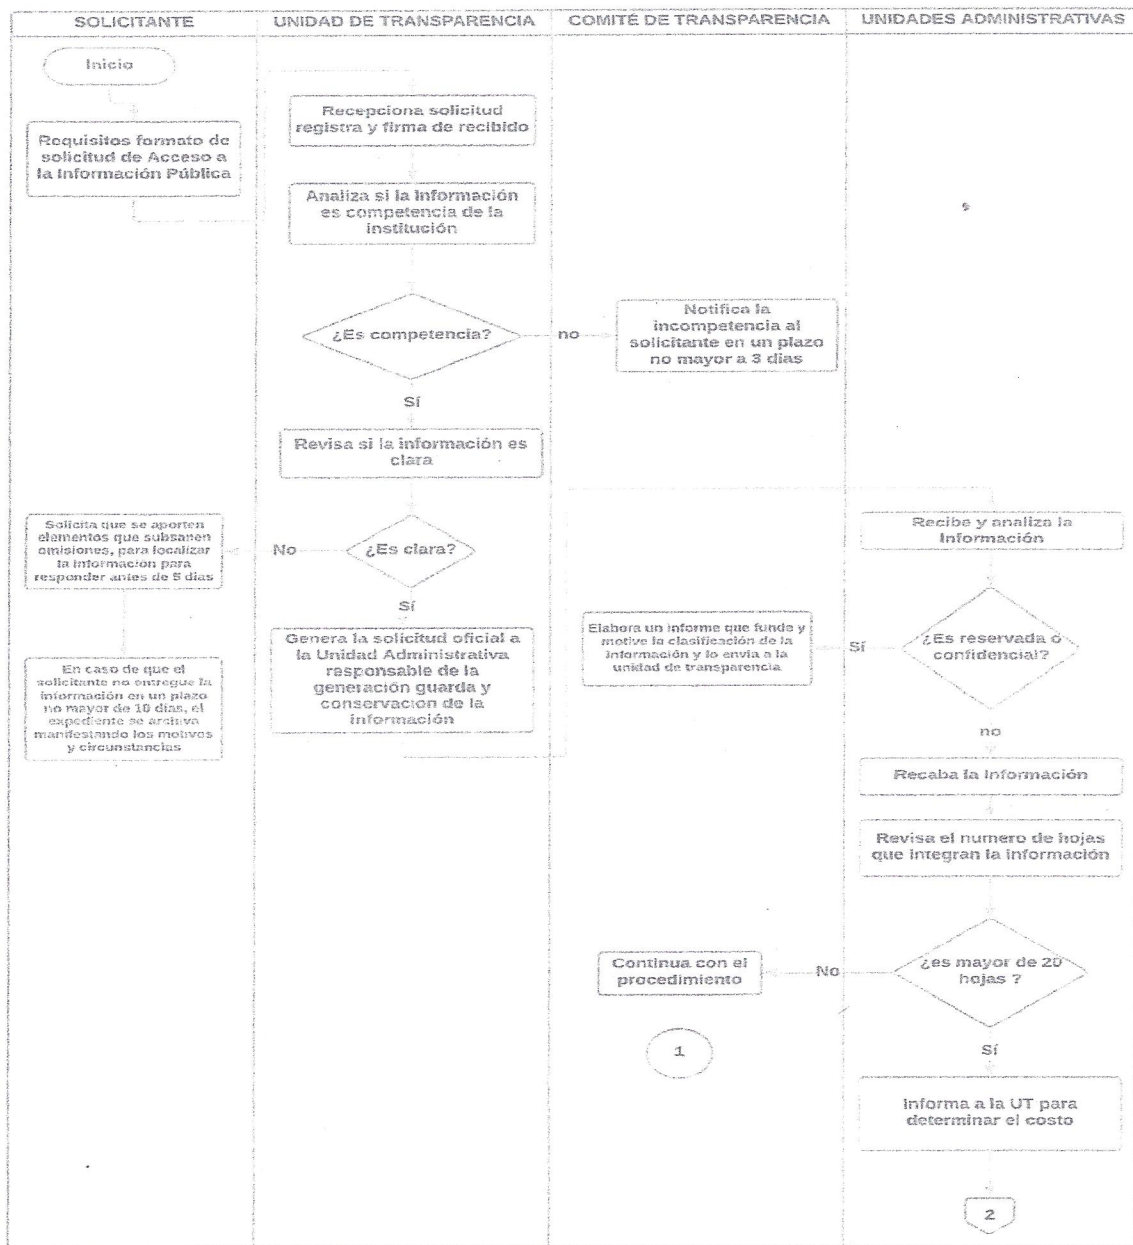 SOLICITANTE
UNIDAD DE TRANSPARENCIA
COMITÉ DE TRANSPARENCIA
UNIDADES ADMINISTRATIVAS
Inicio
Requisitos formato de
solicitud de Acceso a
la Información Pública
Recepciona solicitud
registra y firma de recibido
Analiza si la Información
es competencia de la
institución
¿Es competencia?
no
Notifica la
incompetencia al
solicitante en un plazo
no mayor a 3 dias
Sí
Revisa si la información es
clara
¿Es clara?
No
Solicita que se aporten
elementos que subsanen
omisiones, para localizar
la información para
responder antes de 5 dias
En caso de que el
solicitante no entregue la
información en un plazo
no mayor de 10 dias, el
expediente se archiva
manifestando los motivos
y circunstancias
Sí
Genera la solicitud oficial a
la Unidad Administrativa
responsable de la
generación guarda y
conservacion de la
información
Recibe y analiza la
Información
¿Es reservada o
confidencial?
Sí
Elabora un informe que funde y
motive la clasificación de la
información y lo envia a la
unidad de transparencia
no
Recaba la Información
Revisa el numero de hojas
que integran la información
¿es mayor de 20
hojas ?
No
Continua con el
procedimiento
1
Sí
Informa a la UT para
determinar el costo
2